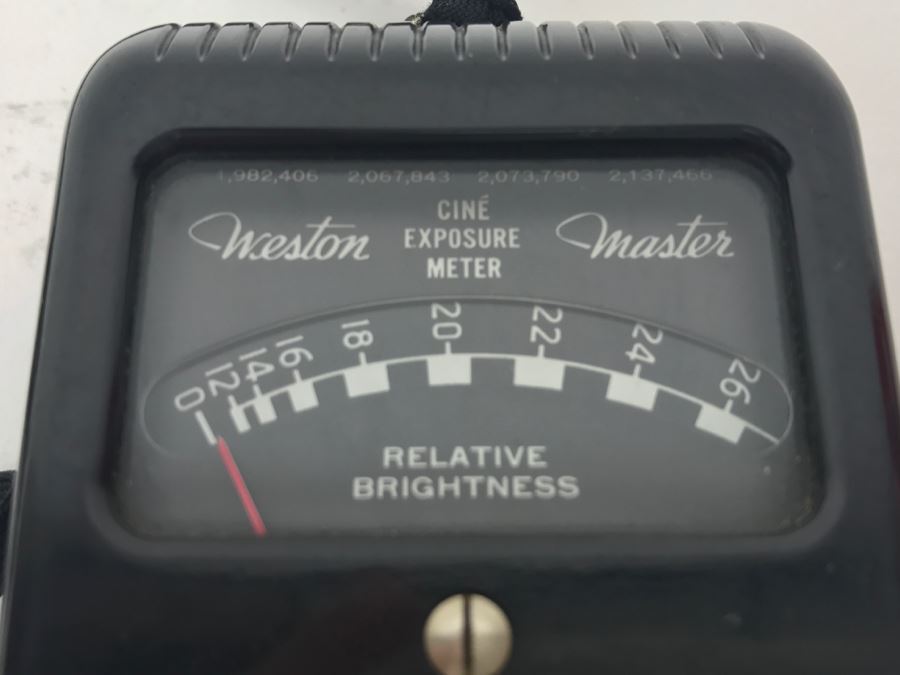 1,982,406 2,067,843 2,073,790 2,137,466
Weston CINÉ EXPOSURE METER Master
0 12 14 16 18 20 22 24 26
RELATIVE
BRIGHTNESS